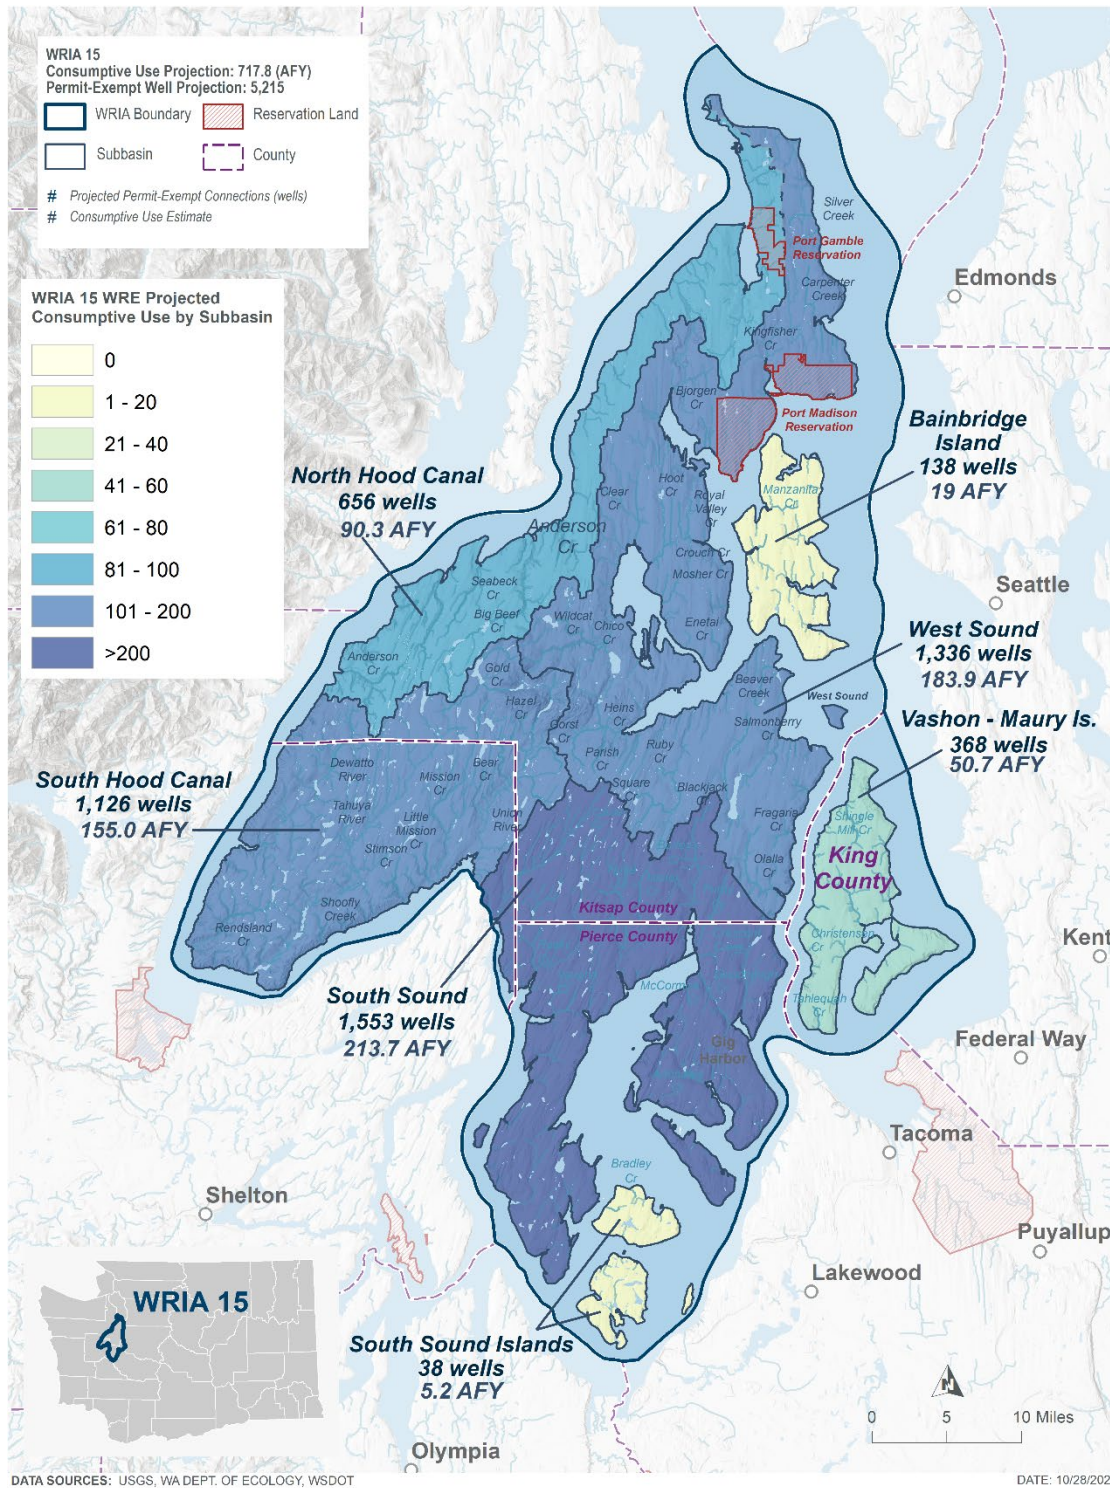 WRIA 15
Consumptive Use Projection: 717.8 (AFY)
Permit-Exempt Well Projection: 5,215
WRIA Boundary
Reservation Land
Subbasin
County
# Projected Permit-Exempt Connections (wells)
# Consumptive Use Estimate
WRIA 15 WRE Projected
Consumptive Use by Subbasin
0
1 - 20
21 - 40
41 - 60
61 - 80
81 - 100
101 - 200
>200
Silver
Creek
Port Gamble
Reservation
Carpenter
Creek
Edmonds
Kingfisher
Cr
Bjorgen
Cr
Port Madison
Reservation
Bainbridge
Island
138 wells
19 AFY
North Hood Canal
656 wells
90.3 AFY
Clear
Cr
Hoot
Cr
Royal
Valley
Cr
Manzanita
Cr
Anderson
Cr
Crouch Cr
Mosher Cr
Seabeck
Cr
Big Beef
Cr
Wildcat
Cr
Chico
Cr
Enetai
Cr
Seattle
West Sound
1,336 wells
183.9 AFY
Anderson
Cr
Gold
Cr
Hazel
Cr
Gorst
Cr
Heins
Cr
Beaver
Creek
Salmonberry
Cr
West Sound
Vashon - Maury Is.
368 wells
50.7 AFY
South Hood Canal
1,126 wells
155.0 AFY
Dewatto
River
Mission
Cr
Bear
Cr
Parish
Cr
Ruby
Cr
Square
Cr
Blackjack
Cr
Tahuya
River
Little
Mission
Cr
Union
River
Stimson
Cr
Fragaria
Cr
Olalla
Cr
Shingle
Mill Cr
King
County
Shoofly
Creek
Rendsland
Cr
Kitsap County
Pierce County
Christensen
Cr
Kent
McCorm
Tahlequah
Cr
South Sound
1,553 wells
213.7 AFY
Gig
Harbor
Federal Way
Tacoma
Bradley
Cr
Shelton
Puyallup
Lakewood
WRIA 15
South Sound Islands
38 wells
5.2 AFY
N
0 5 10 Miles
Olympia
DATA SOURCES: USGS, WA DEPT. OF ECOLOGY, WSDOT
DATE: 10/28/202